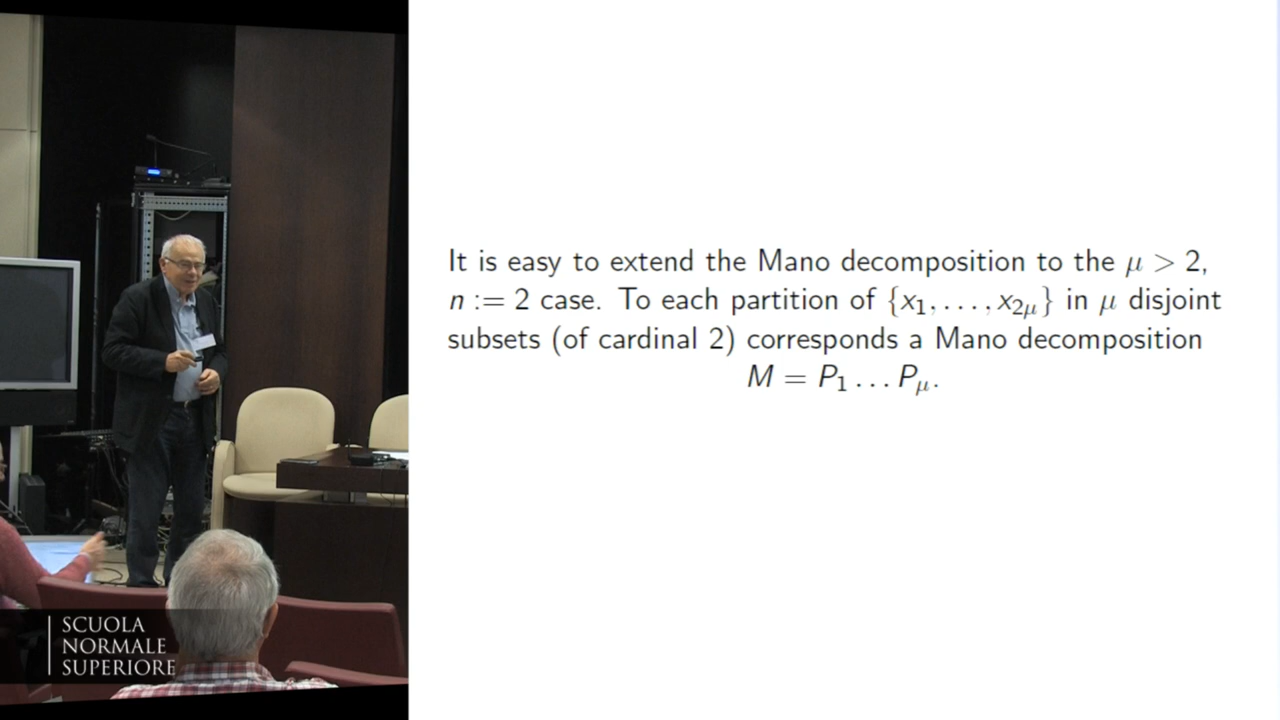 It is easy to extend the Mano decomposition to the μ > 2,
n := 2 case. To each partition of {x₁, . . . , x₂μ} in μ disjoint
subsets (of cardinal 2) corresponds a Mano decomposition
M = P₁ . . . Pμ.
SCUOLA
NORMALE
SUPERIORE